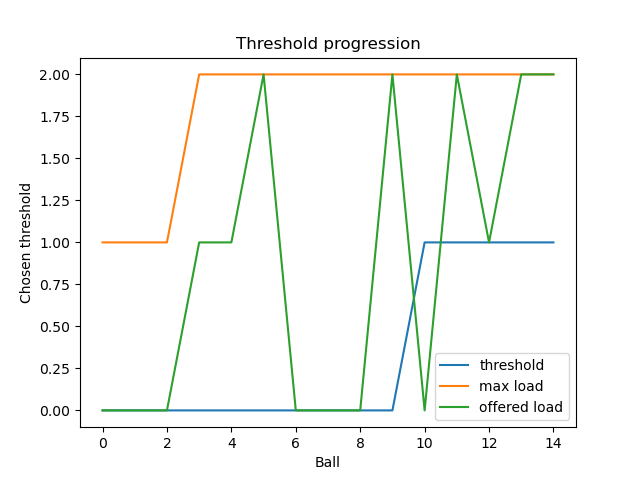 Threshold progression
2.00
1.75
1.50
1.25
1.00
0.75
0.50
0.25
0.00
Chosen threshold
threshold
max load
offered load
0 2 4 6 8 10 12 14
Ball